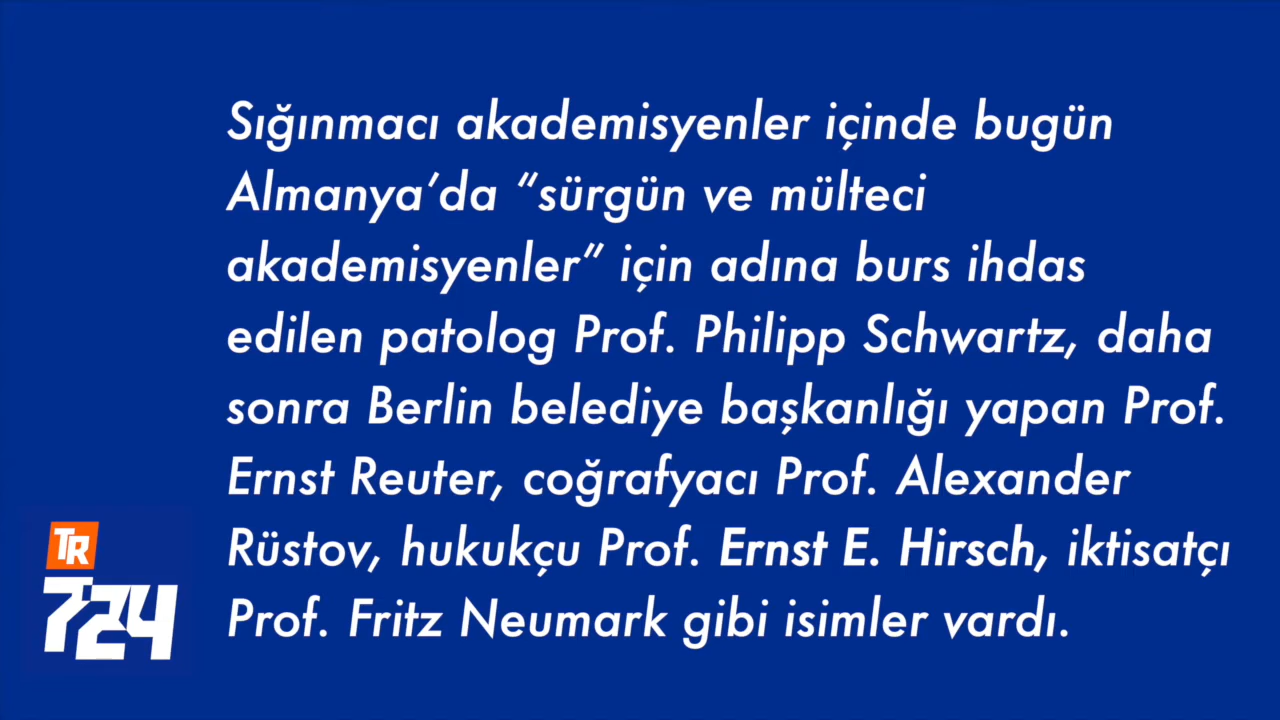 Sığınmacı akademisyenler içinde bugün
Almanya’da “sürgün ve mülteci
akademisyenler” için adına burs ihdas
edilen patolog Prof. Philipp Schwartz, daha
sonra Berlin belediye başkanlığı yapan Prof.
Ernst Reuter, coğrafyacı Prof. Alexander
Rüstov, hukukçu Prof. Ernst E. Hirsch, iktisatçı
Prof. Fritz Neumark gibi isimler vardı.
TR
724